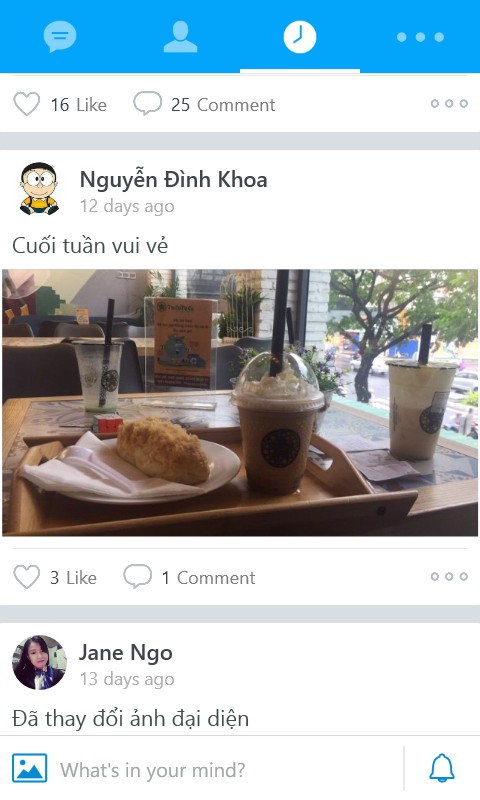 16 Like
25 Comment
Nguyễn Đình Khoa
12 days ago
Cuối tuần vui vẻ
3 Like
1 Comment
Jane Ngo
13 days ago
Đã thay đổi ảnh đại diện
What's in your mind?